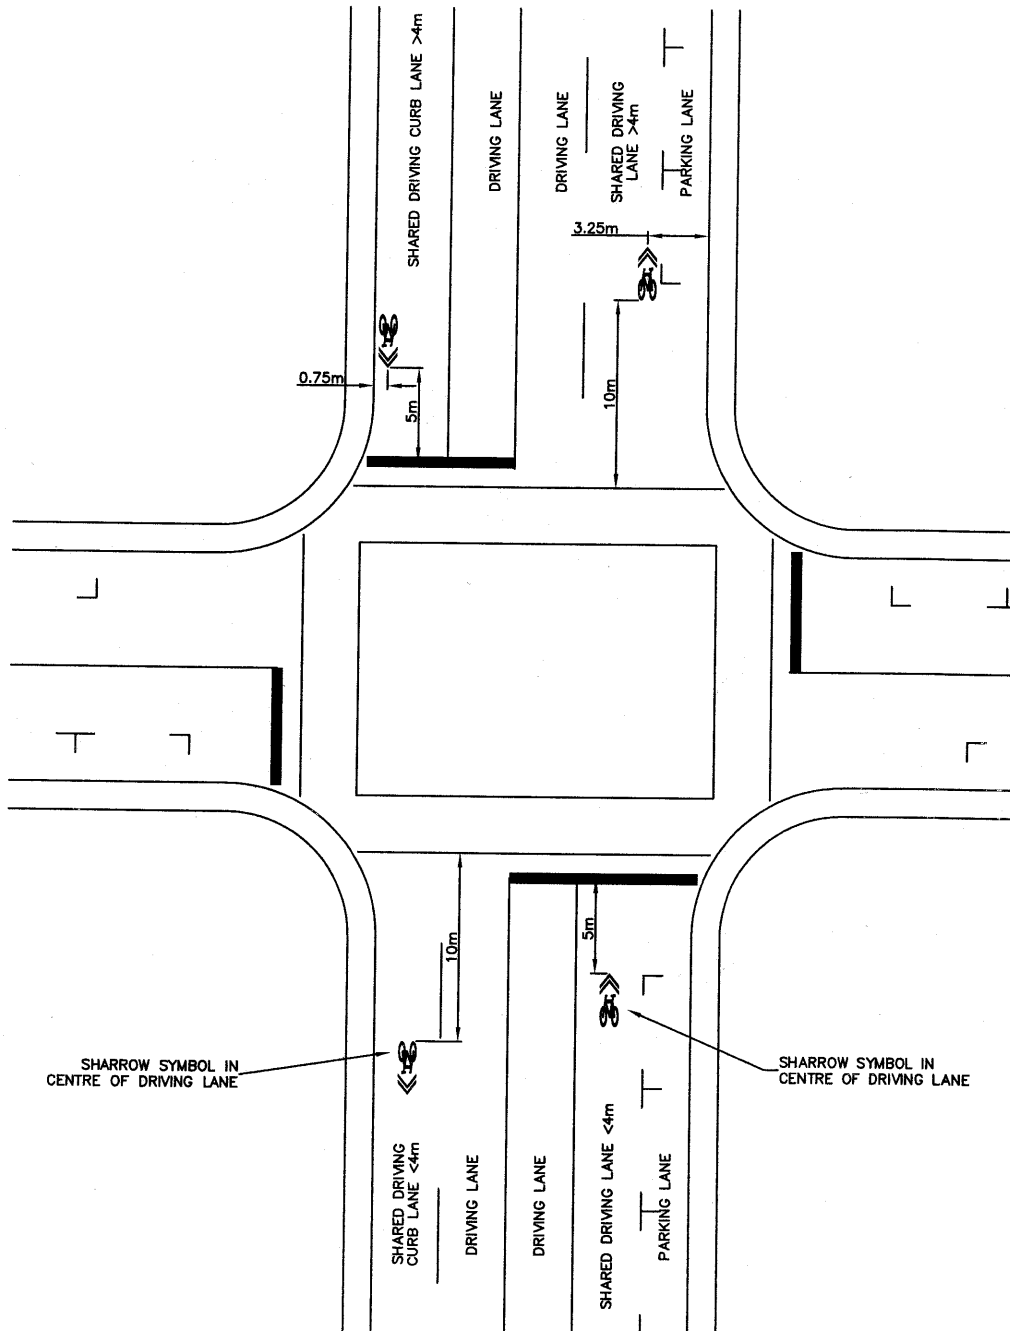 SHARED DRIVING CURB LANE >4m
DRIVING LANE
DRIVING LANE
SHARED DRIVING
LANE >4m
PARKING LANE
3.25m
0.75m
5m
10m
10m
5m
SHARROW SYMBOL IN
CENTRE OF DRIVING LANE
SHARROW SYMBOL IN
CENTRE OF DRIVING LANE
SHARED DRIVING
CURB LANE <4m
DRIVING LANE
DRIVING LANE
SHARED DRIVING LANE <4m
PARKING LANE